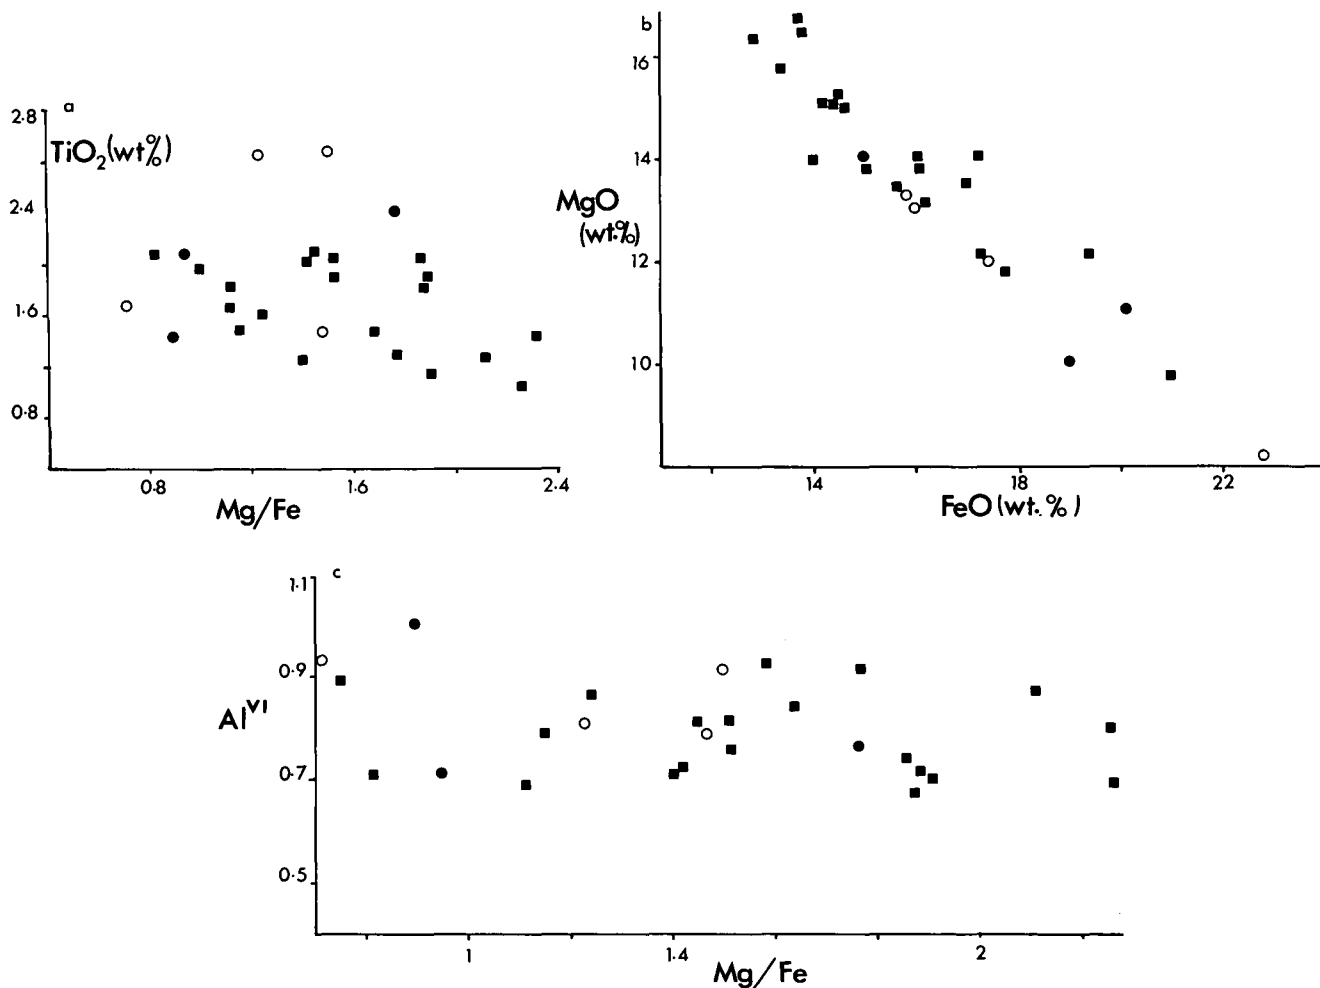 a
2·8
TiO₂(wt%)
2·4
1·6
0·8
0·8 1·6 2·4
Mg/Fe
b
16
14
MgO
(wt.%)
12
10
14 18 22
FeO(wt.%)
c
1·1
0·9
Al^VI
0·7
0·5
1 1·4 2
Mg/Fe